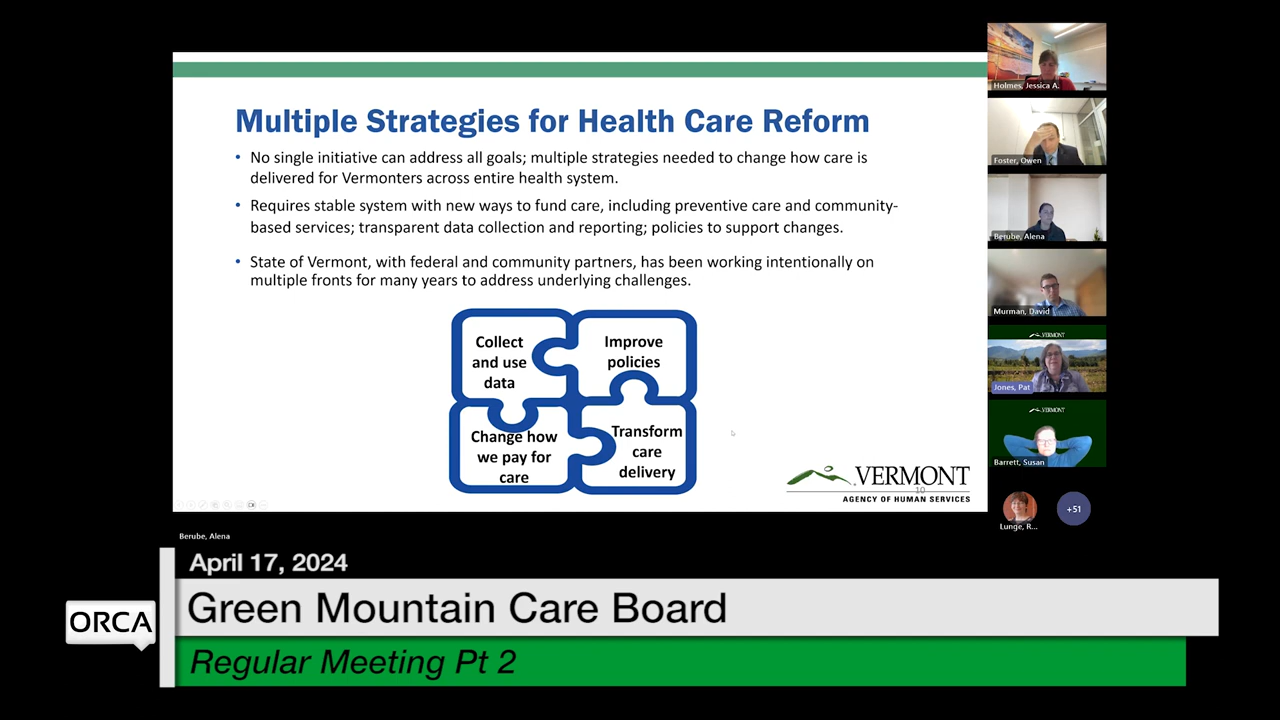 Multiple Strategies for Health Care Reform
• No single initiative can address all goals; multiple strategies needed to change how care is
delivered for Vermonters across entire health system.
• Requires stable system with new ways to fund care, including preventive care and community-
based services; transparent data collection and reporting; policies to support changes.
• State of Vermont, with federal and community partners, has been working intentionally on
multiple fronts for many years to address underlying challenges.
Collect
and use
data
Improve
policies
Change how
we pay for
care
Transform
care
delivery
VERMONT
10
AGENCY OF HUMAN SERVICES
Holmes, Jessica A.
Foster, Owen
Berube, Alena
Murman, David
VERMONT
Jones, Pat
VERMONT
Barrett, Susan
Lunge, R...
+51
Berube, Alena
April 17, 2024
ORCA
Green Mountain Care Board
Regular Meeting Pt 2